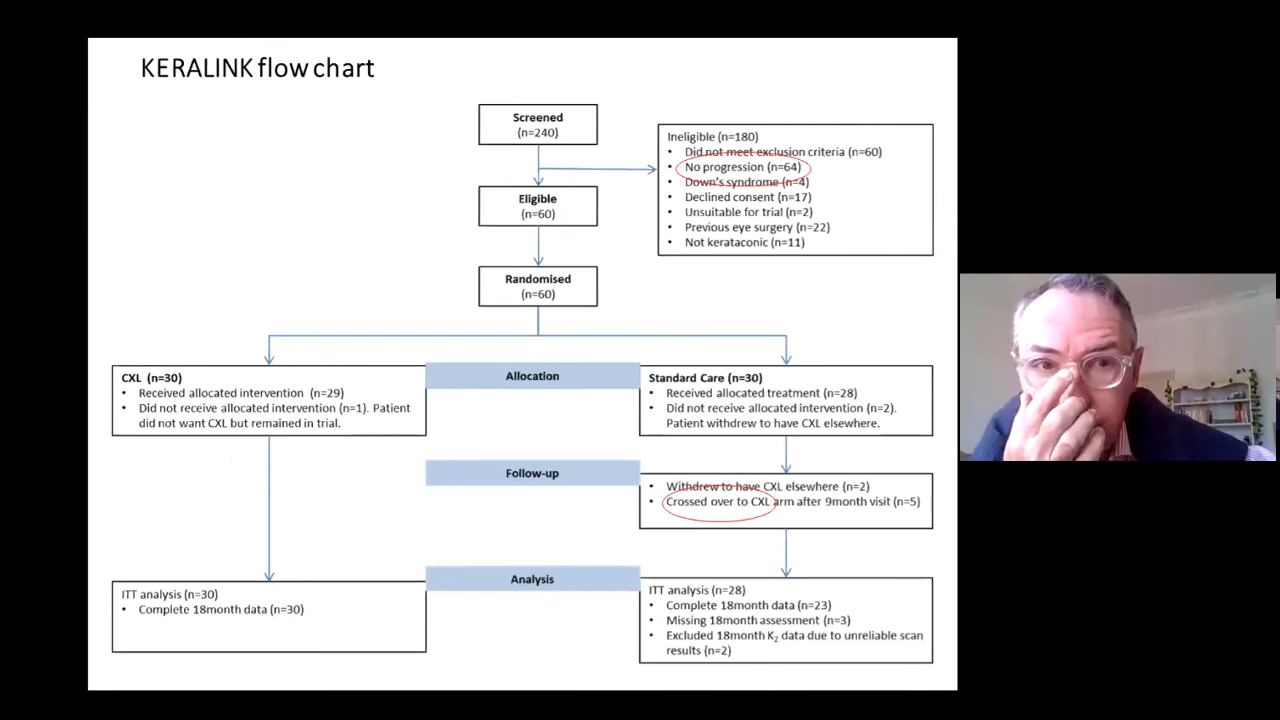 KERALINK flow chart
Screened
(n=240)
Ineligible (n=180)
• Did not meet exclusion criteria (n=60)
• No progression (n=64)
• Down's syndrome (n=4)
• Declined consent (n=17)
• Unsuitable for trial (n=2)
• Previous eye surgery (n=22)
• Not kerataconic (n=11)
Eligible
(n=60)
Randomised
(n=60)
CXL (n=30)
• Received allocated intervention (n=29)
• Did not receive allocated intervention (n=1). Patient
did not want CXL but remained in trial.
Allocation
Standard Care (n=30)
• Received allocated treatment (n=28)
• Did not receive allocated intervention (n=2).
Patient withdrew to have CXL elsewhere.
Follow-up
• Withdrew to have CXL elsewhere (n=2)
• Crossed over to CXL arm after 9month visit (n=5)
Analysis
ITT analysis (n=30)
• Complete 18month data (n=30)
ITT analysis (n=28)
• Complete 18month data (n=23)
• Missing 18month assessment (n=3)
• Excluded 18month K₂ data due to unreliable scan
results (n=2)